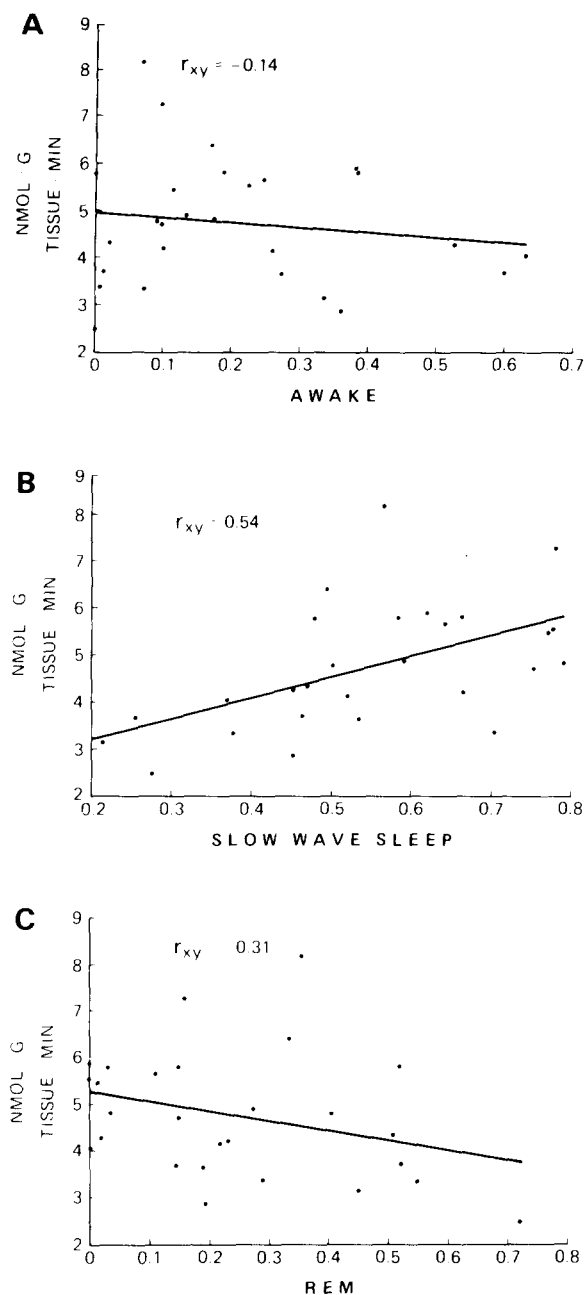 A
r_xy = -0.14
NMOL G
TISSUE MIN
9
8
7
6
5
4
3
2
0 0.1 0.2 0.3 0.4 0.5 0.6 0.7
AWAKE
B
r_xy - 0.54
NMOL G
TISSUE MIN
9
8
7
6
5
4
3
2
0.2 0.3 0.4 0.5 0.6 0.7 0.8
SLOW WAVE SLEEP
C
r_xy 0.31
NMOL G
TISSUE MIN
9
8
7
6
5
4
3
2
0 0.1 0.2 0.3 0.4 0.5 0.6 0.7 0.8
REM